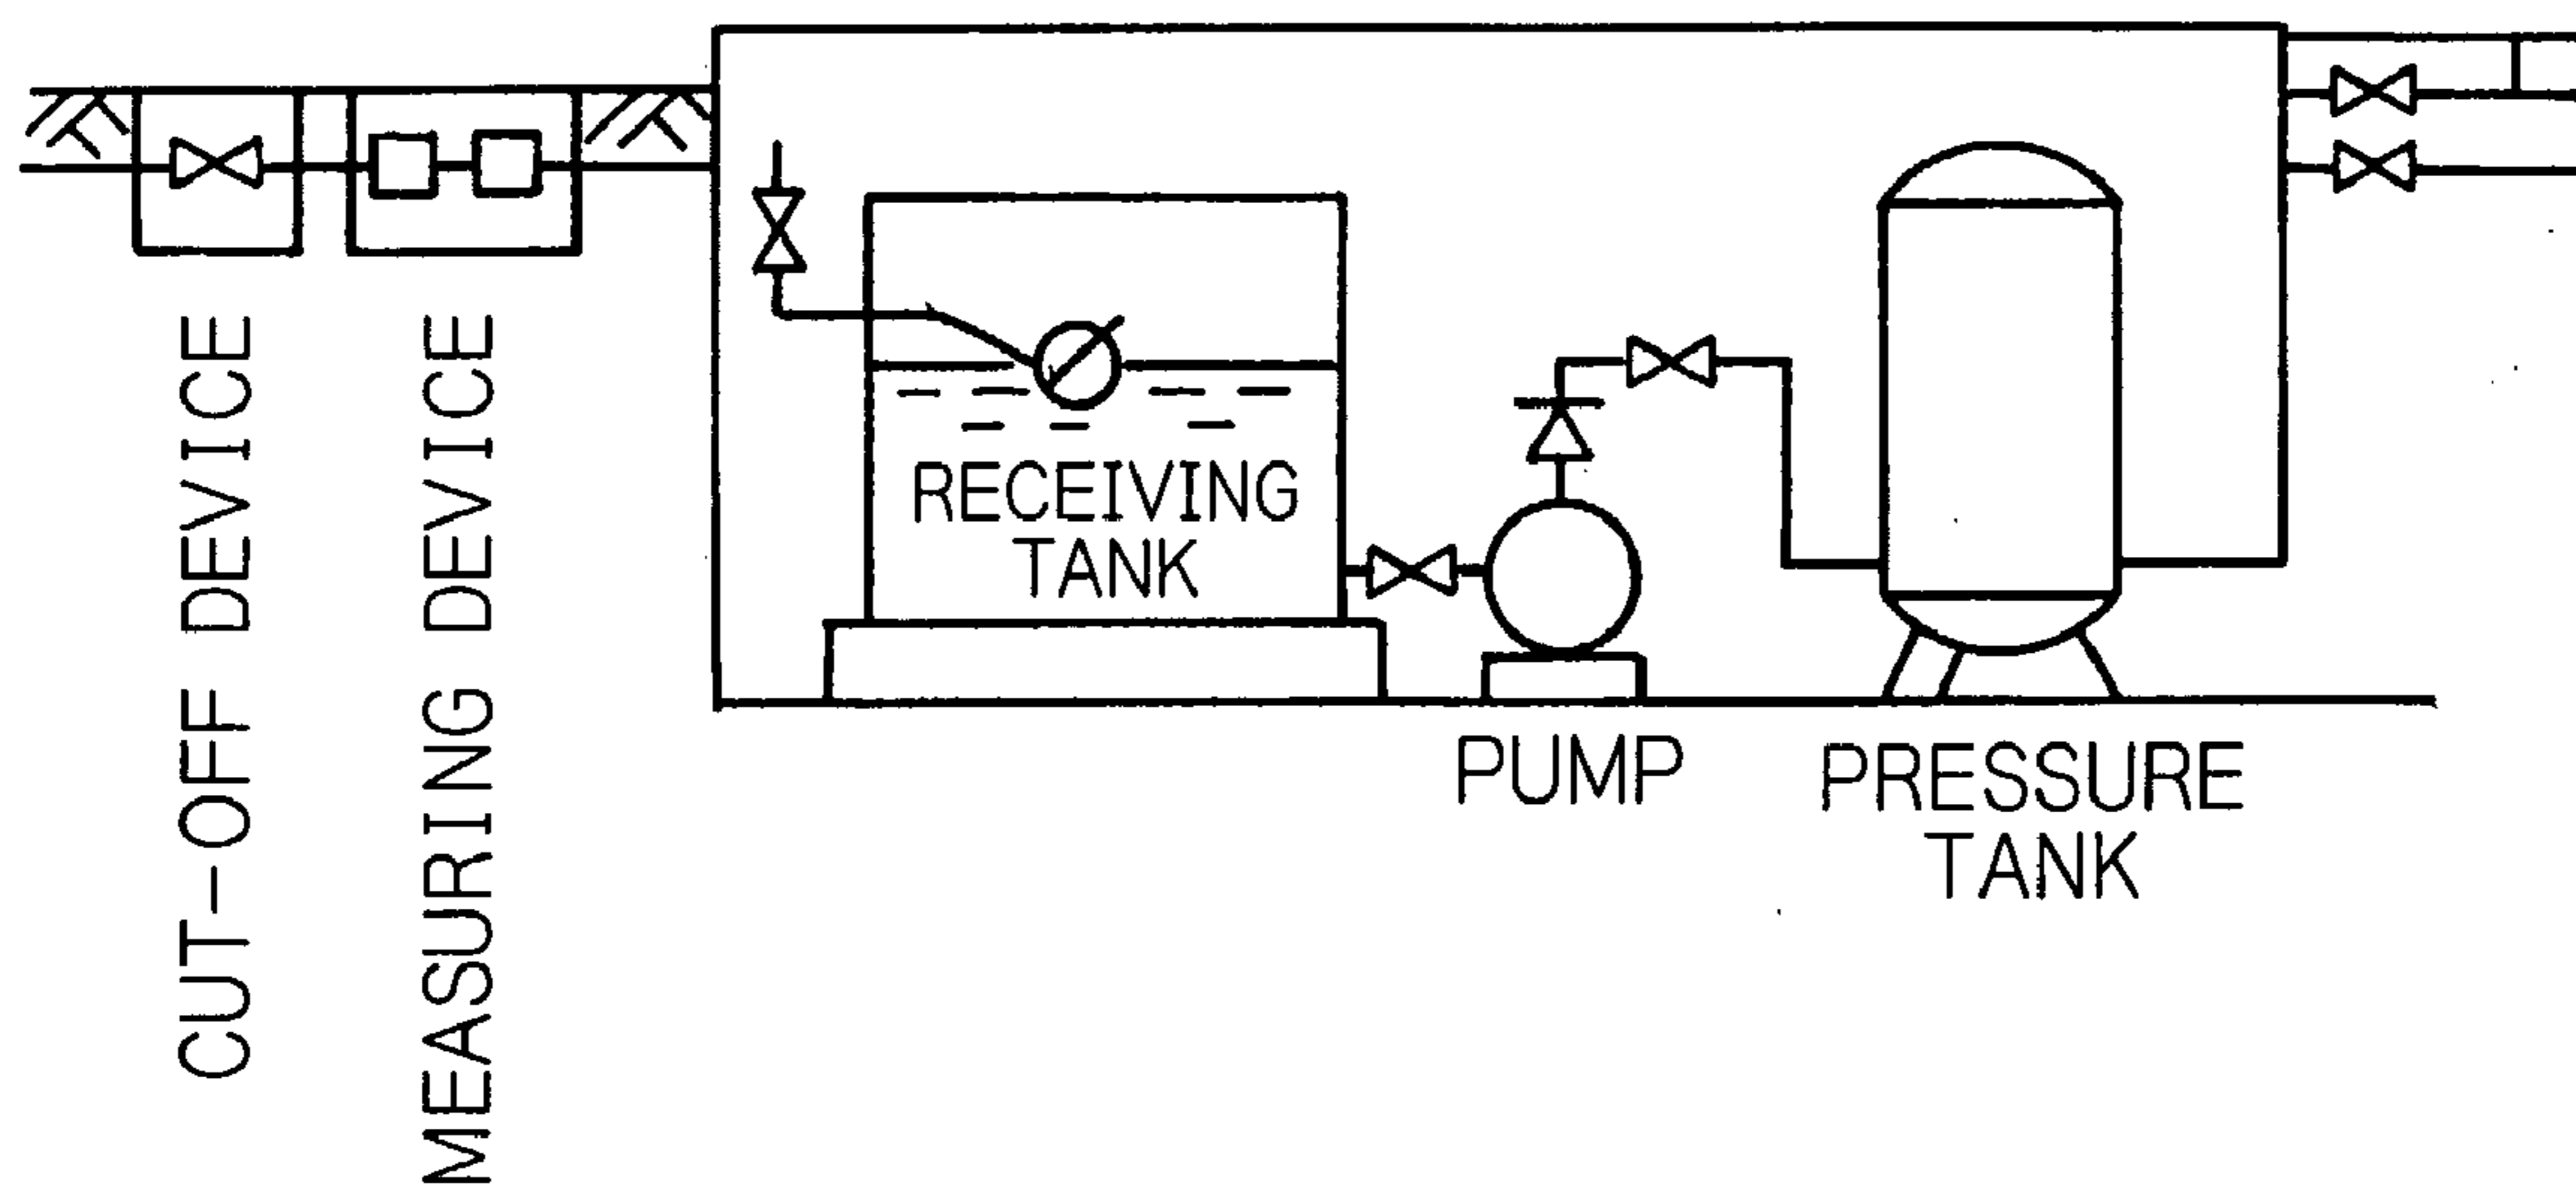 CUT-OFF DEVICE
MEASURING DEVICE
RECEIVING
TANK
PUMP
PRESSURE
TANK